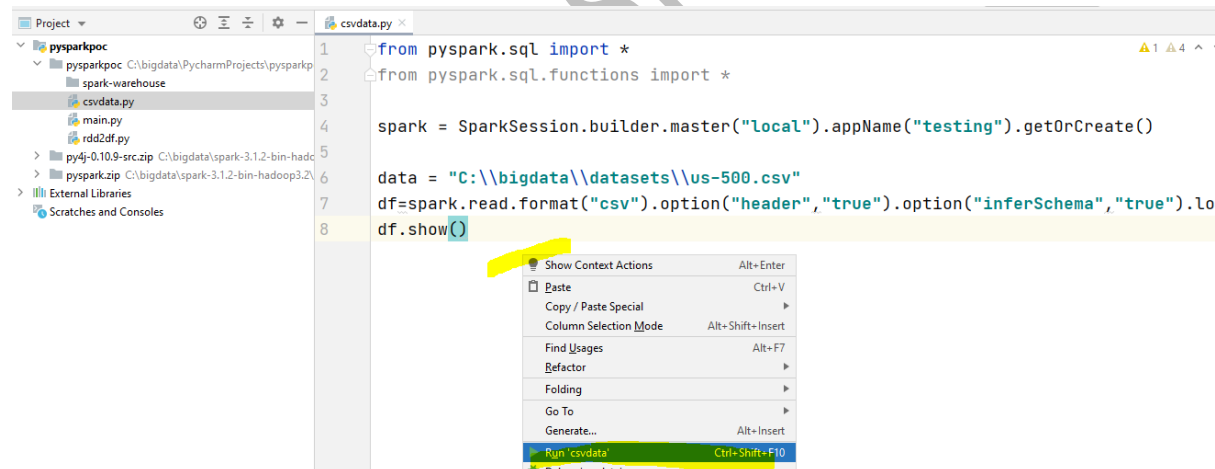 Project
csvdata.py
pysparkpoc
pysparkpoc C:\bigdata\PycharmProjects\pysparkp
spark-warehouse
csvdata.py
main.py
rdd2df.py
py4j-0.10.9-src.zip C:\bigdata\spark-3.1.2-bin-hadc
pyspark.zip C:\bigdata\spark-3.1.2-bin-hadoop3.2\
External Libraries
Scratches and Consoles
1 from pyspark.sql import *
1 4
2 from pyspark.sql.functions import *
3
4 spark = SparkSession.builder.master("local").appName("testing").getOrCreate()
5
6 data = "C:\\bigdata\\datasets\\us-500.csv"
7 df=spark.read.format("csv").option("header","true").option("inferSchema","true").lo
8 df.show()
Show Context Actions Alt+Enter
Paste Ctrl+V
Copy / Paste Special
Column Selection Mode Alt+Shift+Insert
Find Usages Alt+F7
Refactor
Folding
Go To
Generate... Alt+Insert
Run 'csvdata' Ctrl+Shift+F10